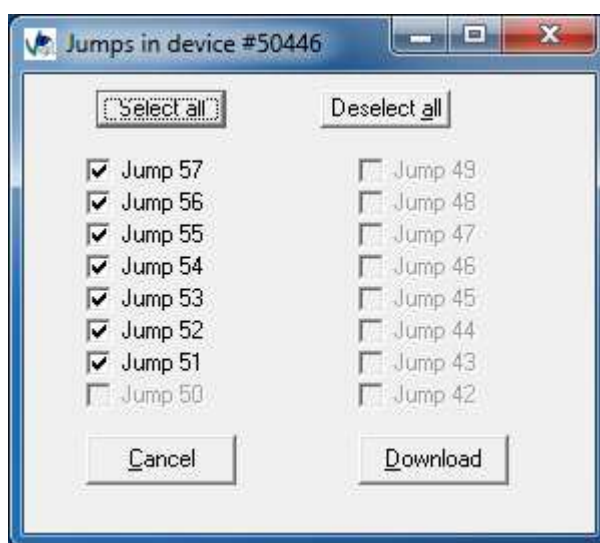 Jumps in device #50446
Select all Deselect all
Jump 57 Jump 49
Jump 56 Jump 48
Jump 55 Jump 47
Jump 54 Jump 46
Jump 53 Jump 45
Jump 52 Jump 44
Jump 51 Jump 43
Jump 50 Jump 42
Cancel Download